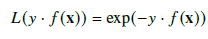 L(y · f(x)) = exp(−y · f(x))